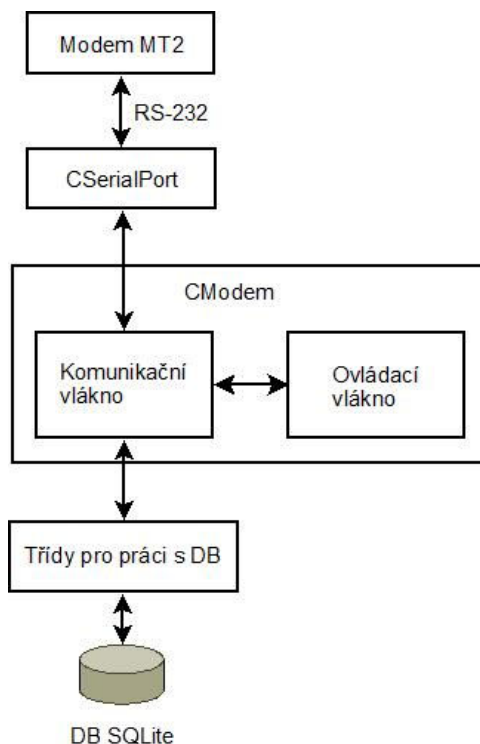 Modem MT2
RS-232
CSerialPort
CModem
Komunikační
vlákno
Ovládací
vlákno
Třídy pro práci s DB
DB SQLite